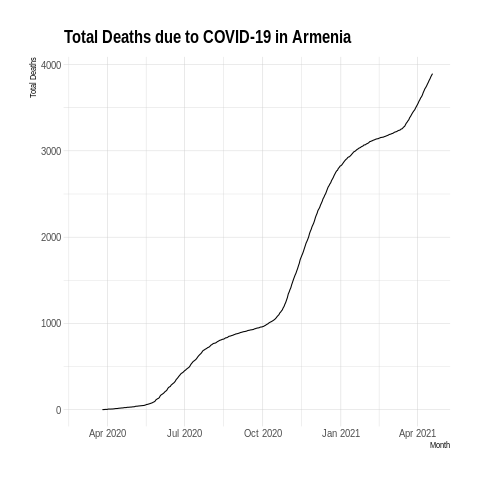 Total Deaths due to COVID-19 in Armenia
Total Deaths
4000
3000
2000
1000
0
Apr 2020 Jul 2020 Oct 2020 Jan 2021 Apr 2021
Month